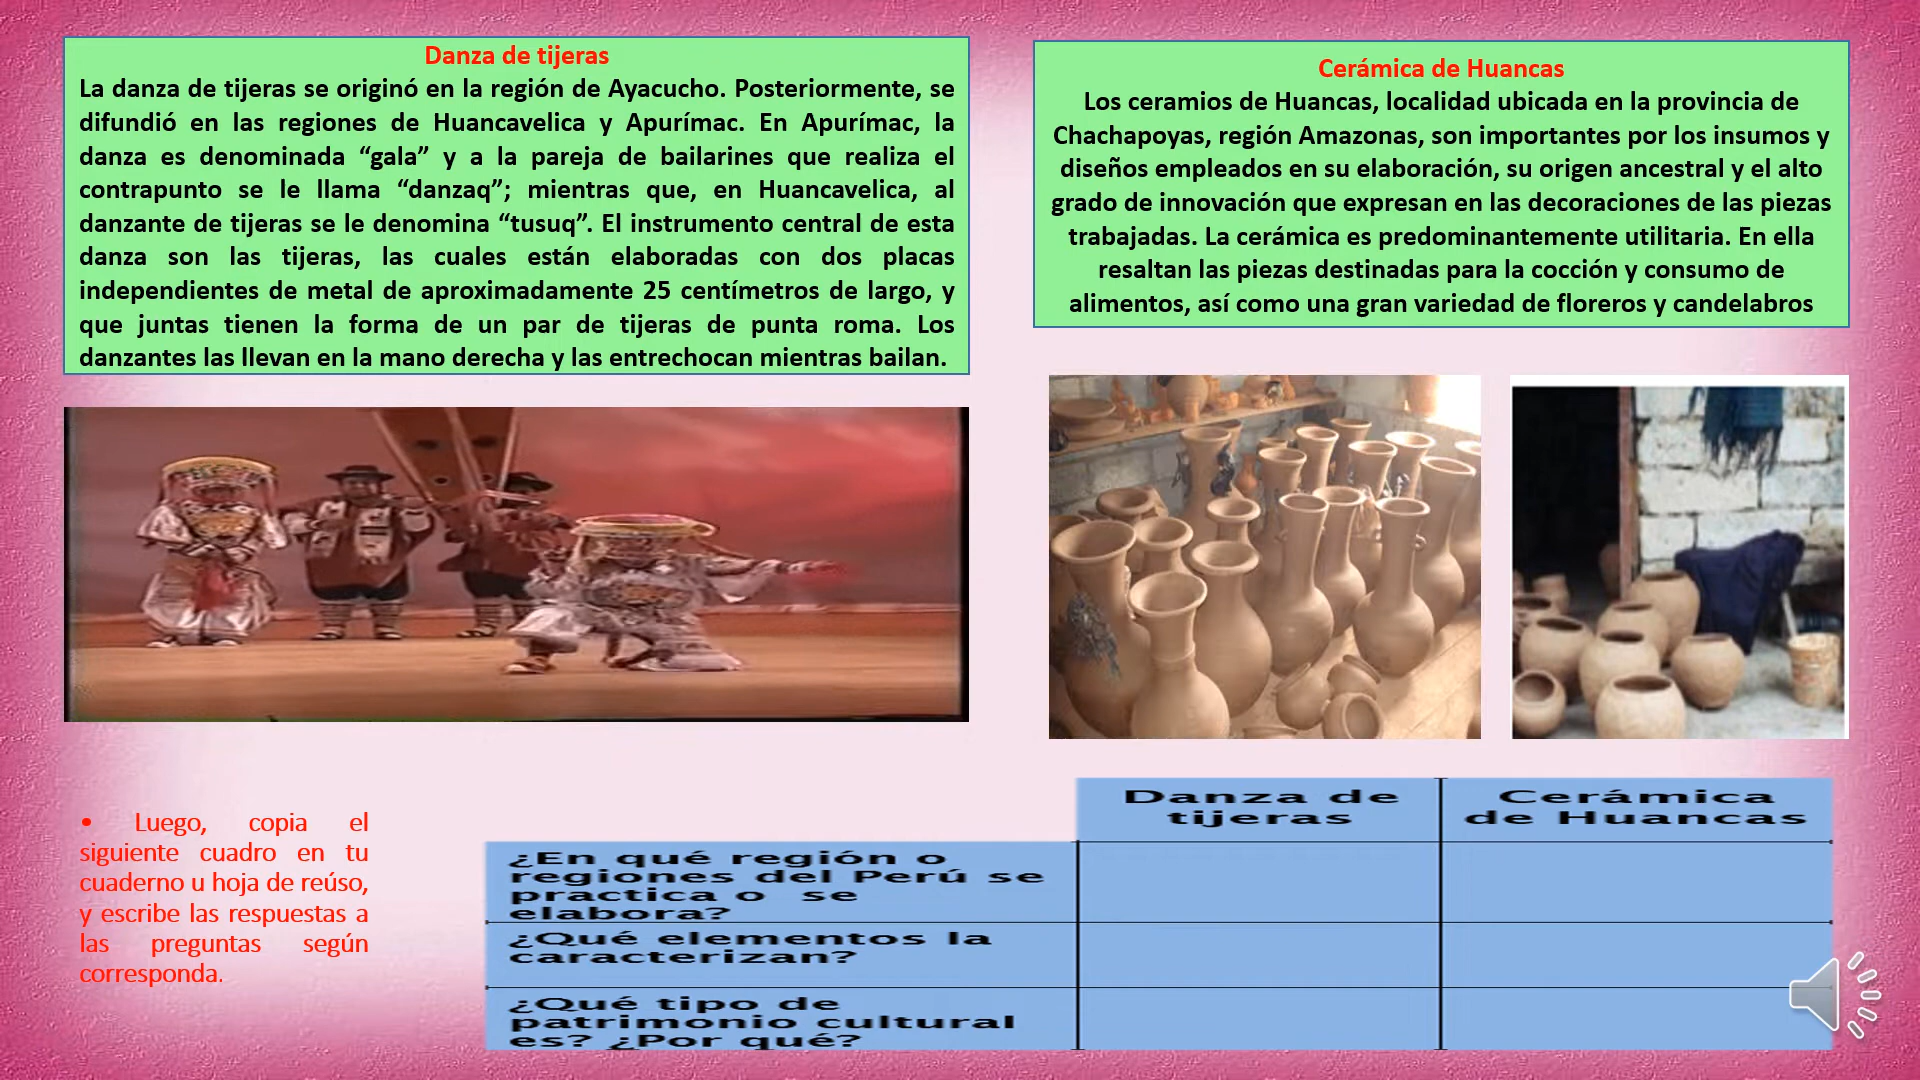 Danza de tijeras
La danza de tijeras se originó en la región de Ayacucho. Posteriormente, se
difundió en las regiones de Huancavelica y Apurímac. En Apurímac, la
danza es denominada “gala” y a la pareja de bailarines que realiza el
contrapunto se le llama “danzaq”; mientras que, en Huancavelica, al
danzante de tijeras se le denomina “tusuq”. El instrumento central de esta
danza son las tijeras, las cuales están elaboradas con dos placas
independientes de metal de aproximadamente 25 centímetros de largo, y
que juntas tienen la forma de un par de tijeras de punta roma. Los
danzantes las llevan en la mano derecha y las entrechocan mientras bailan.
Cerámica de Huancas
Los ceramios de Huancas, localidad ubicada en la provincia de
Chachapoyas, región Amazonas, son importantes por los insumos y
diseños empleados en su elaboración, su origen ancestral y el alto
grado de innovación que expresan en las decoraciones de las piezas
trabajadas. La cerámica es predominantemente utilitaria. En ella
resaltan las piezas destinadas para la cocción y consumo de
alimentos, así como una gran variedad de floreros y candelabros
• Luego, copia el
siguiente cuadro en tu
cuaderno u hoja de reúso,
y escribe las respuestas a
las preguntas según
corresponda.
Danza de
tijeras
Cerámica
de Huancas
¿En qué región o
regiones del Perú se
practica o se
elabora?
¿Qué elementos la
caracterizan?
¿Qué tipo de
patrimonio cultural
es? ¿Por qué?